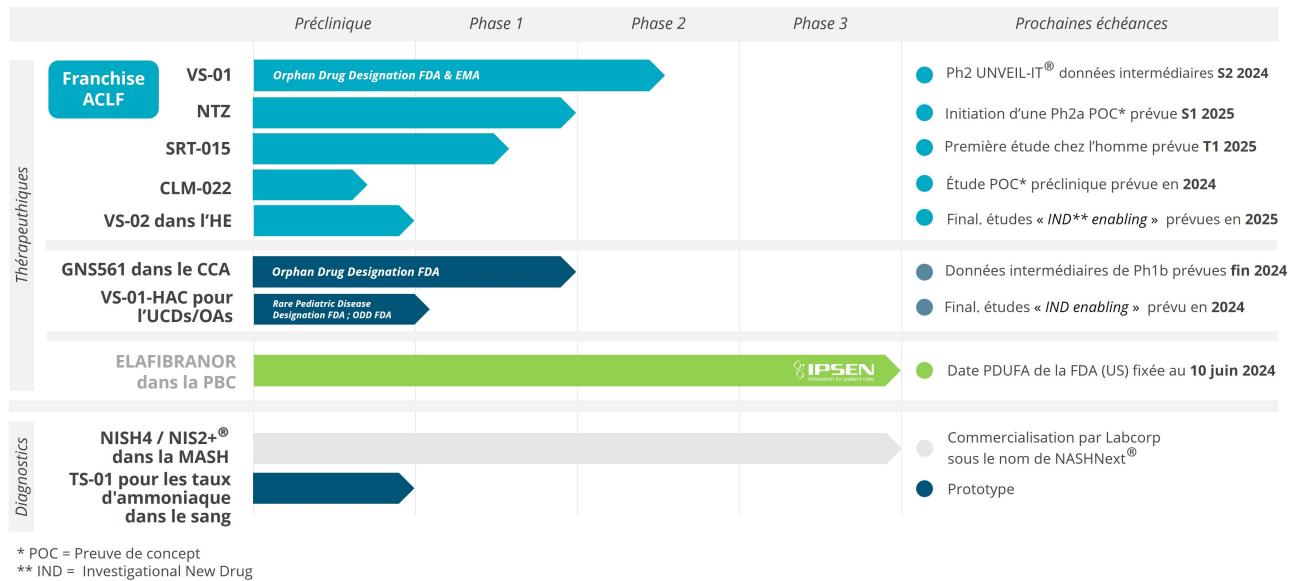 Préclinique
Phase 1
Phase 2
Phase 3
Prochaines échéances
Thérapeuthiques
Franchise
ACLF
VS-01
Orphan Drug Designation FDA & EMA
Ph2 UNVEIL-IT® données intermédiaires S2 2024
NTZ
Initiation d’une Ph2a POC* prévue S1 2025
SRT-015
Première étude chez l’homme prévue T1 2025
CLM-022
Étude POC* préclinique prévue en 2024
VS-02 dans l’HE
Final. études « IND** enabling » prévues en 2025
GNS561 dans le CCA
Orphan Drug Designation FDA
Données intermédiaires de Ph1b prévues fin 2024
VS-01-HAC pour
l’UCDs/OAs
Rare Pediatric Disease
Designation FDA ; ODD FDA
Final. études « IND enabling » prévu en 2024
ELAFIBRANOR
dans la PBC
IPSEN
Innovation for patient care
Date PDUFA de la FDA (US) fixée au 10 juin 2024
Diagnostics
NISH4 / NIS2+®
dans la MASH
Commercialisation par Labcorp
sous le nom de NASHNext®
TS-01 pour les taux
d'ammoniaque
dans le sang
Prototype
* POC = Preuve de concept
** IND = Investigational New Drug